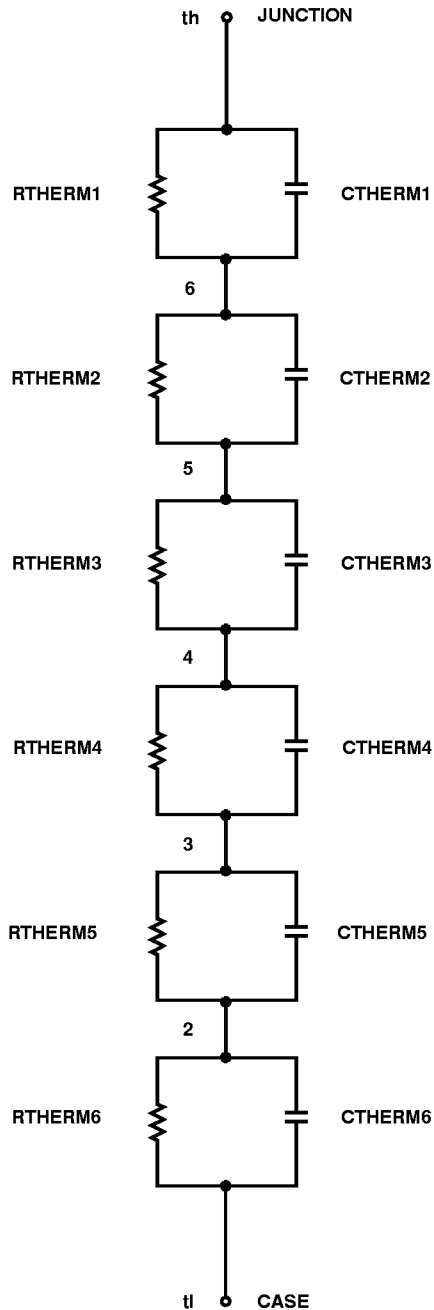 th JUNCTION
RTHERM1 CTHERM1
6
RTHERM2 CTHERM2
5
RTHERM3 CTHERM3
4
RTHERM4 CTHERM4
3
RTHERM5 CTHERM5
2
RTHERM6 CTHERM6
tl CASE